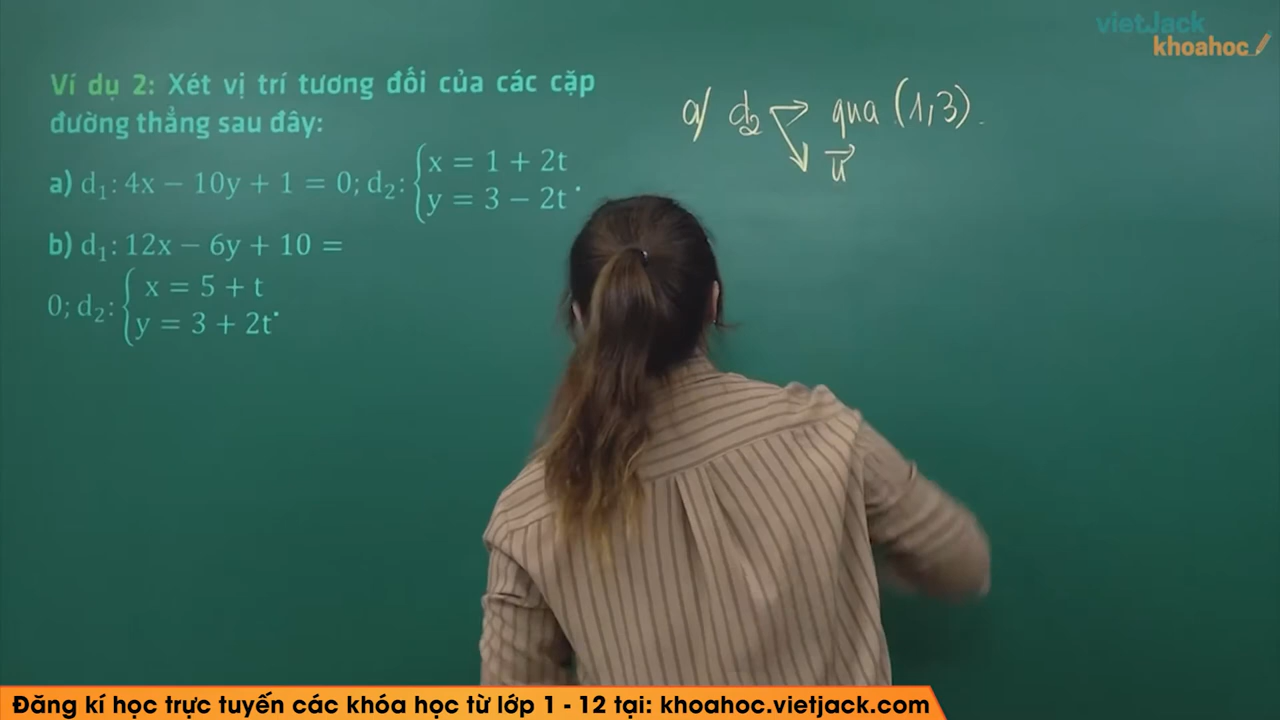 vietJack
khoahoc
Ví dụ 2: Xét vị trí tương đối của các cặp
đường thẳng sau đây:
a) d₁: 4x − 10y + 1 = 0; d₂: { x = 1 + 2t
y = 3 − 2t .
b) d₁: 12x − 6y + 10 =
0; d₂: { x = 5 + t
y = 3 + 2t .
a/ d₂ → qua (1,3).
→ u⃗
Đăng kí học trực tuyến các khóa học từ lớp 1 - 12 tại: khoahoc.vietjack.com